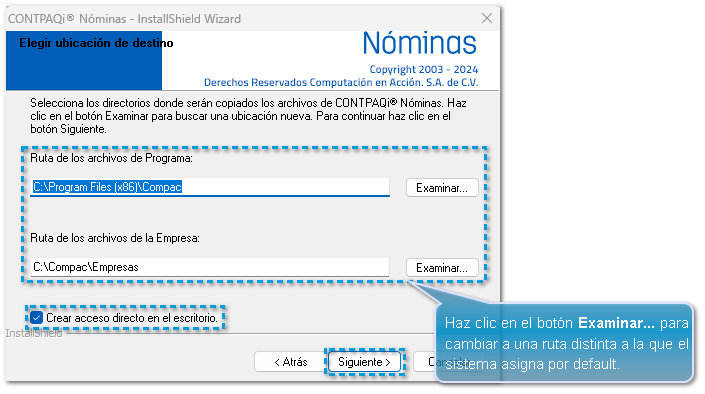 CONTPAQi® Nóminas - InstallShield Wizard
Elegir ubicación de destino
Nóminas
Copyright 2003 - 2024
Derechos Reservados Computación en Acción. S.A. de C.V.
Selecciona los directorios donde serán copiados los archivos de CONTPAQi® Nóminas. Haz
clic en el botón Examinar para buscar una ubicación nueva. Para continuar haz clic en el
botón Siguiente.
Ruta de los archivos de Programa:
C:\Program Files (x86)\Compac
Examinar...
Ruta de los archivos de la Empresa:
C:\Compac\Empresas
Examinar...
Crear acceso directo en el escritorio.
InstallShield
< Atrás
Siguiente >
Haz clic en el botón Examinar... para
cambiar a una ruta distinta a la que el
sistema asigna por default.